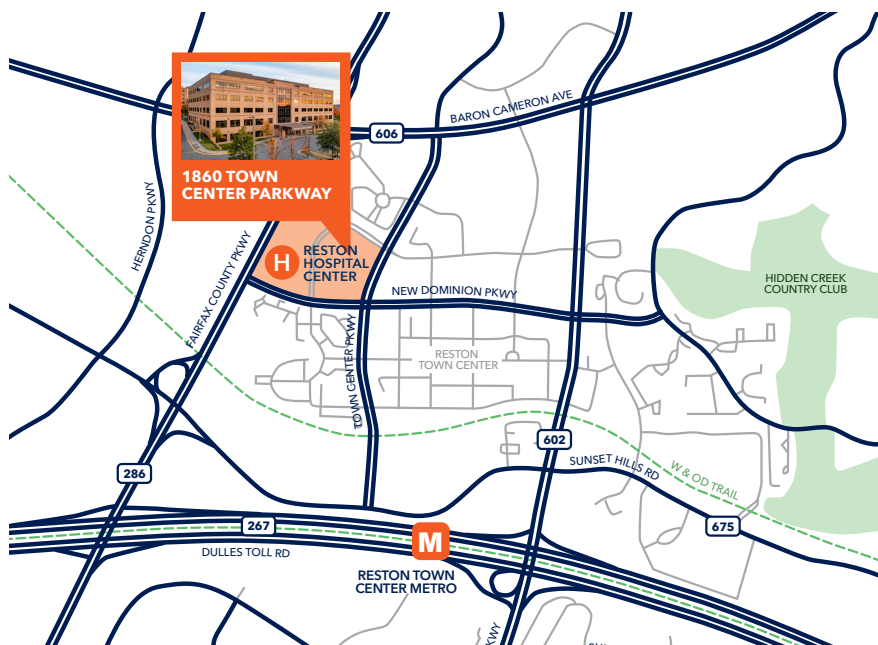 BARON CAMERON AVE
606
1860 TOWN
CENTER PARKWAY
HERNDON PKWY
FAIRFAX COUNTY PKWY
H
RESTON
HOSPITAL
CENTER
HIDDEN CREEK
COUNTRY CLUB
NEW DOMINION PKWY
TOWN CENTER PKWY
RESTON
TOWN CENTER
602
SUNSET HILLS RD
W & OD TRAIL
286
267
675
DULLES TOLL RD
M
RESTON TOWN
CENTER METRO
KWY